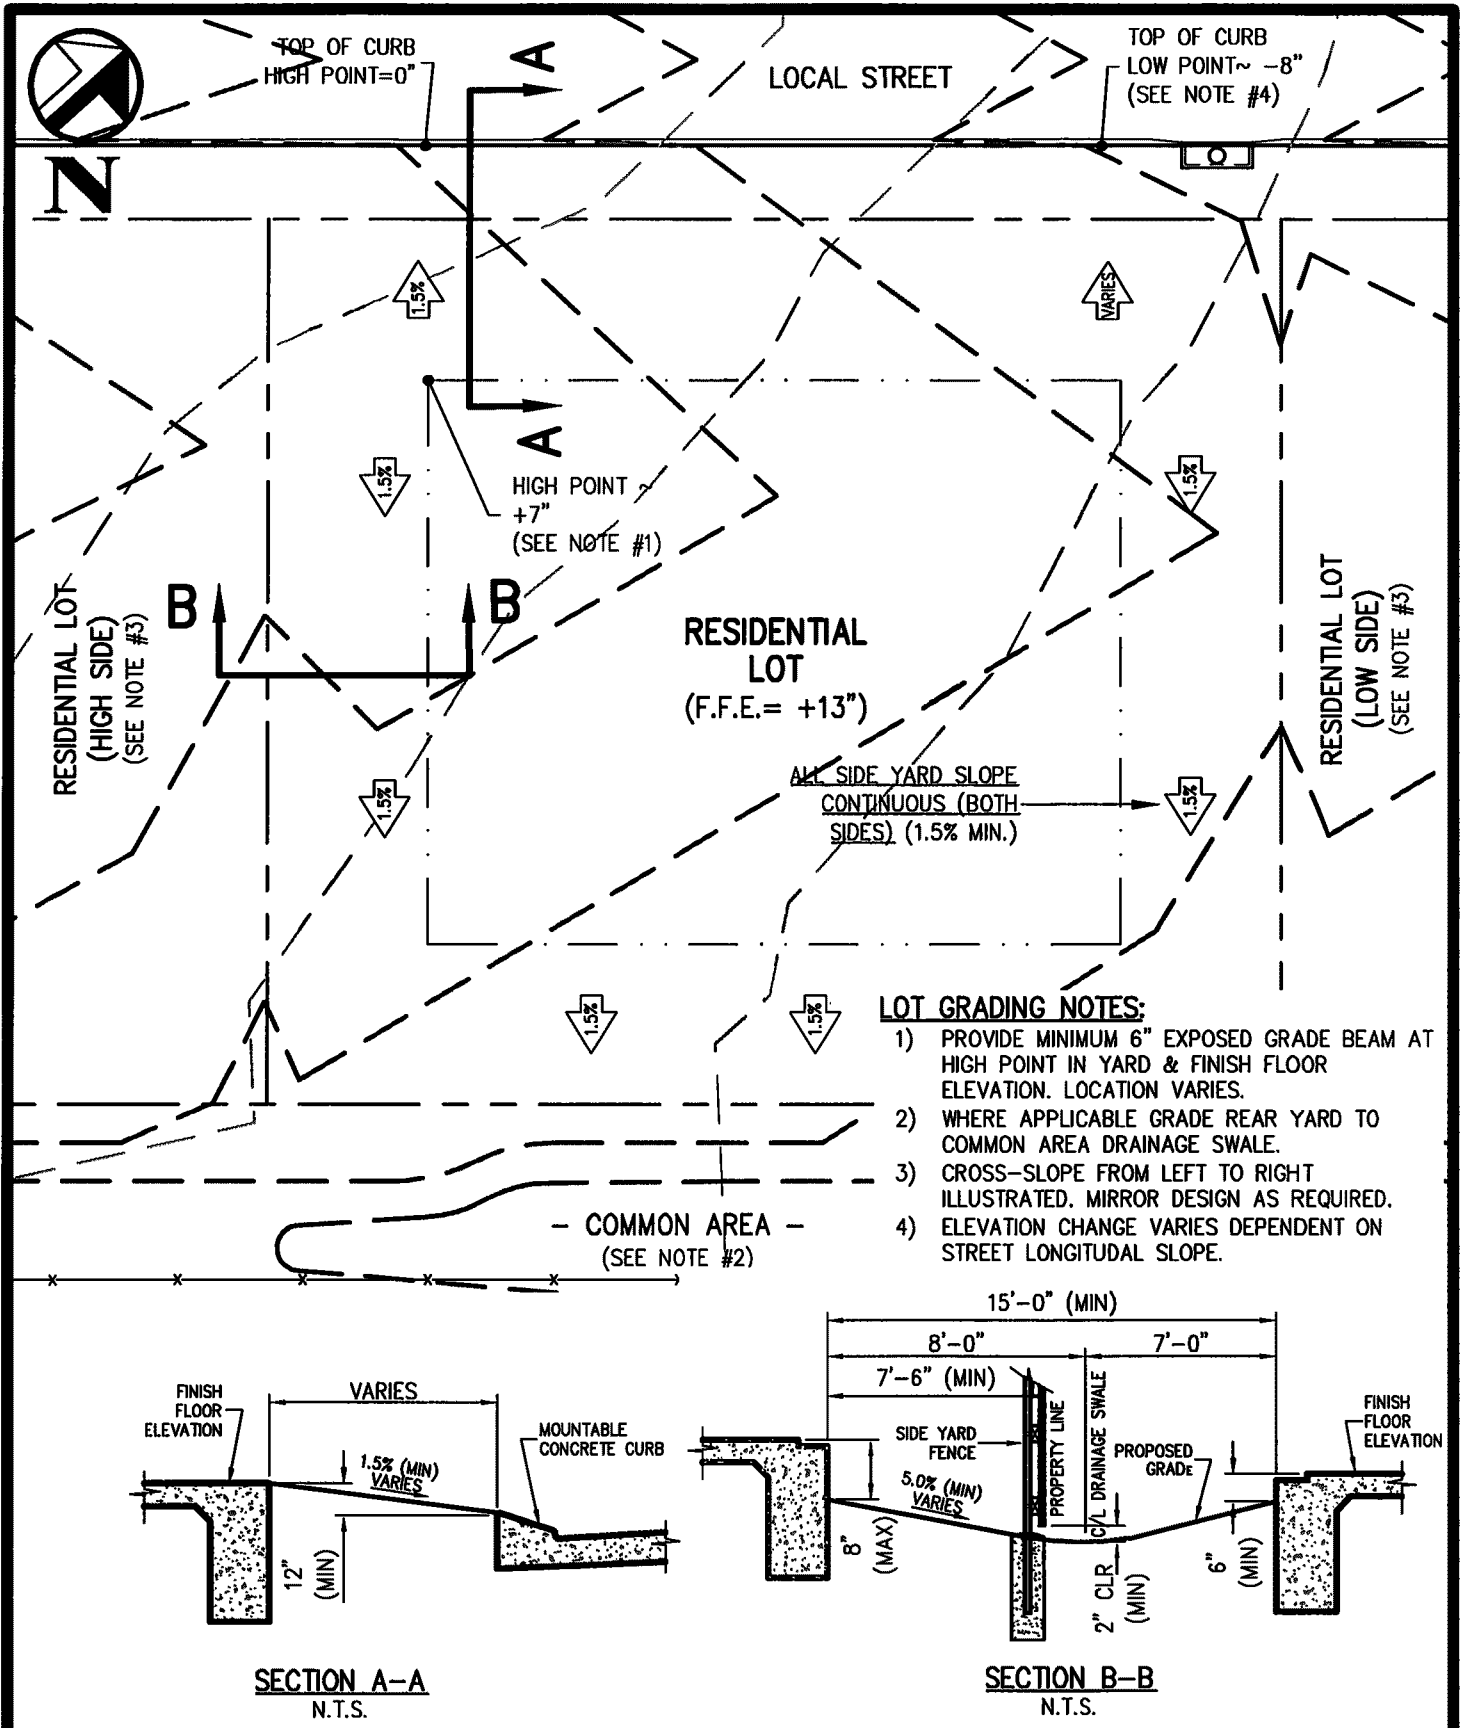 TOP OF CURB
HIGH POINT=0"
A
LOCAL STREET
TOP OF CURB
LOW POINT~ -8"
(SEE NOTE #4)
N
1.5%
VARIES
A
1.5%
HIGH POINT ~
+7"
(SEE NOTE #1)
1.5%
RESIDENTIAL LOT
(HIGH SIDE)
(SEE NOTE #3)
B
B
RESIDENTIAL
LOT
(F.F.E.= +13")
RESIDENTIAL LOT
(LOW SIDE)
(SEE NOTE #3)
1.5%
ALL SIDE YARD SLOPE
CONTINUOUS (BOTH
SIDES) (1.5% MIN.)
1.5%
1.5%
1.5%
LOT GRADING NOTES:
1) PROVIDE MINIMUM 6" EXPOSED GRADE BEAM AT
HIGH POINT IN YARD & FINISH FLOOR
ELEVATION. LOCATION VARIES.
2) WHERE APPLICABLE GRADE REAR YARD TO
COMMON AREA DRAINAGE SWALE.
3) CROSS-SLOPE FROM LEFT TO RIGHT
ILLUSTRATED. MIRROR DESIGN AS REQUIRED.
4) ELEVATION CHANGE VARIES DEPENDENT ON
STREET LONGITUDAL SLOPE.
- COMMON AREA -
(SEE NOTE #2)
FINISH
FLOOR
ELEVATION
VARIES
1.5% (MIN)
VARIES
MOUNTABLE
CONCRETE CURB
12"
(MIN)
SECTION A-A
N.T.S.
15'-0" (MIN)
8'-0"
7'-0"
7'-6" (MIN)
SIDE YARD
FENCE
PROPERTY LINE
C/L DRAINAGE SWALE
PROPOSED
GRADE
FINISH
FLOOR
ELEVATION
5.0% (MIN)
VARIES
8"
(MAX)
2" CLR
(MIN)
6"
(MIN)
SECTION B-B
N.T.S.